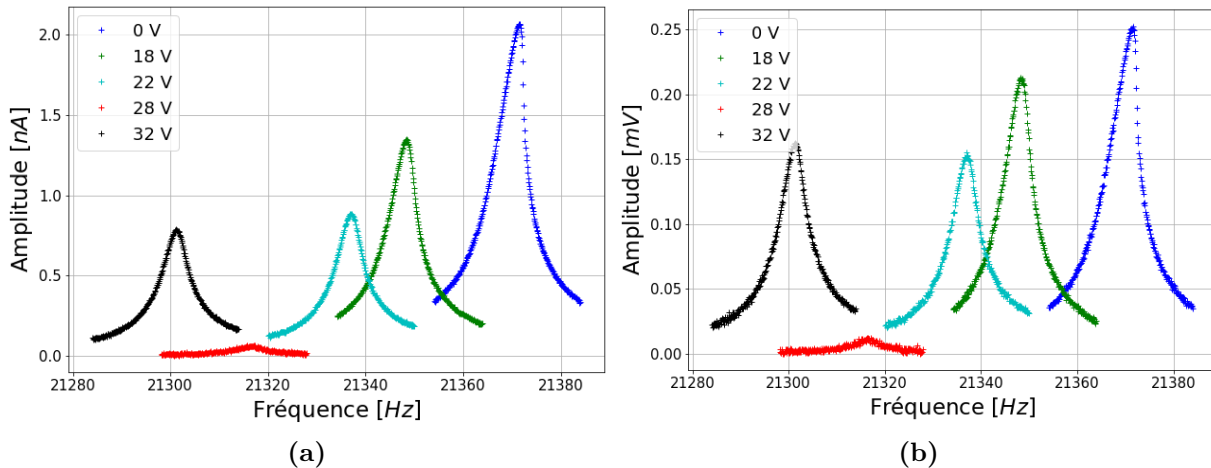 Amplitude [nA]
2.0
1.5
1.0
0.5
0.0
0 V
18 V
22 V
28 V
32 V
21280 21300 21320 21340 21360 21380
Fréquence [Hz]
(a)
Amplitude [mV]
0.25
0.20
0.15
0.10
0.05
0.00
0 V
18 V
22 V
28 V
32 V
21280 21300 21320 21340 21360 21380
Fréquence [Hz]
(b)